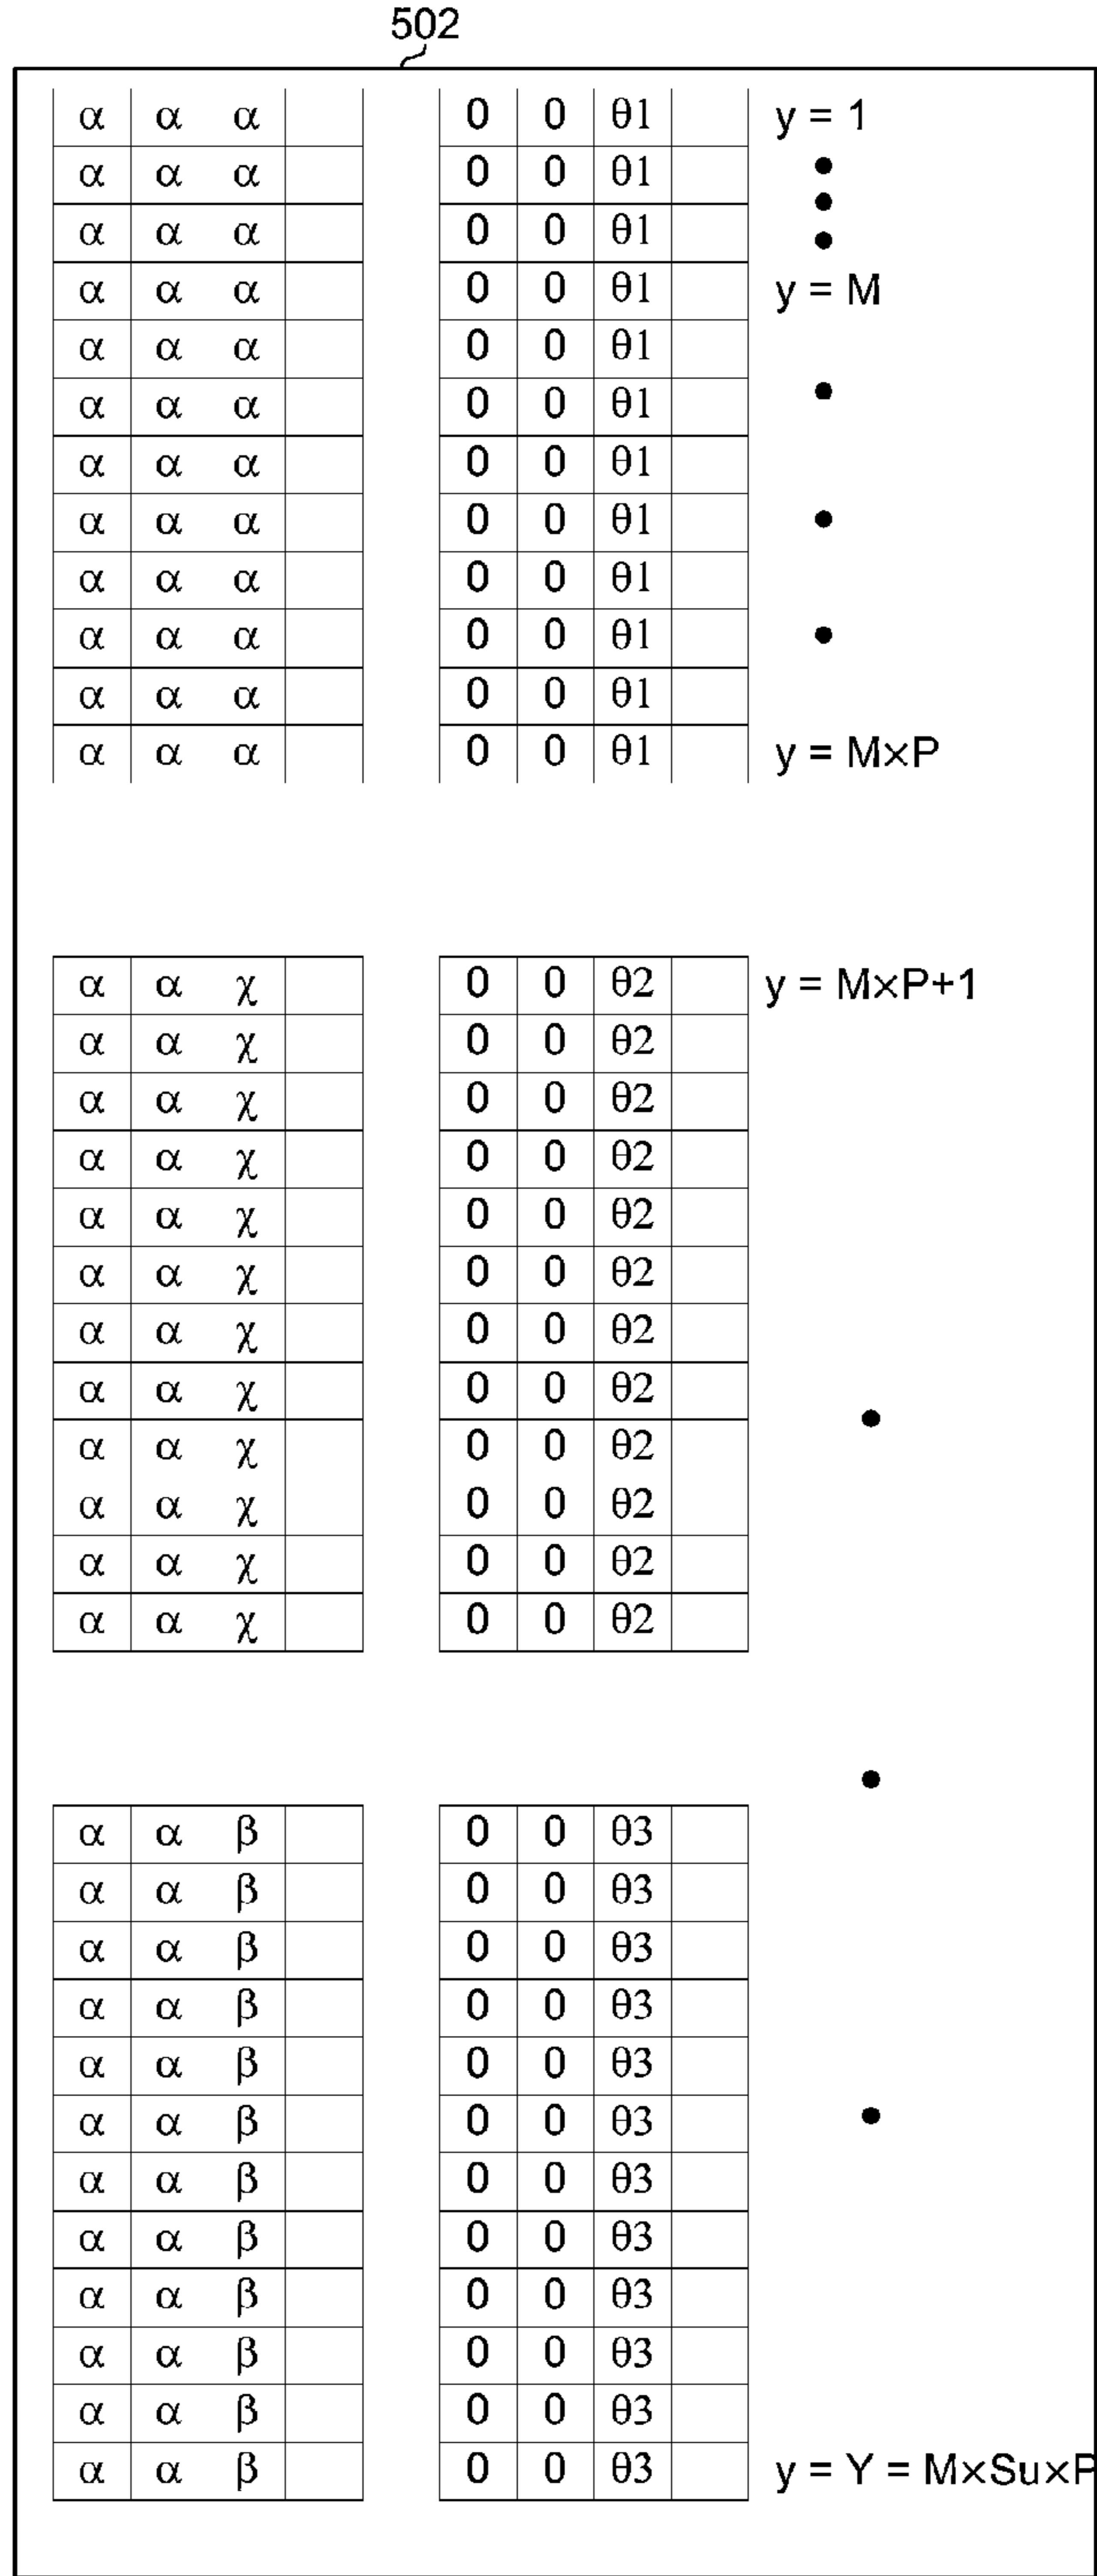 502
α α α 0 0 θ1 y = 1
α α α 0 0 θ1
α α α 0 0 θ1
α α α 0 0 θ1 y = M
α α α 0 0 θ1
α α α 0 0 θ1
α α α 0 0 θ1
α α α 0 0 θ1
α α α 0 0 θ1
α α α 0 0 θ1
α α α 0 0 θ1
α α α 0 0 θ1 y = M×P
α α χ 0 0 θ2 y = M×P+1
α α χ 0 0 θ2
α α χ 0 0 θ2
α α χ 0 0 θ2
α α χ 0 0 θ2
α α χ 0 0 θ2
α α χ 0 0 θ2
α α χ 0 0 θ2
α α χ 0 0 θ2
α α χ 0 0 θ2
α α χ 0 0 θ2
α α χ 0 0 θ2
α α β 0 0 θ3
α α β 0 0 θ3
α α β 0 0 θ3
α α β 0 0 θ3
α α β 0 0 θ3
α α β 0 0 θ3
α α β 0 0 θ3
α α β 0 0 θ3
α α β 0 0 θ3
α α β 0 0 θ3
α α β 0 0 θ3
α α β 0 0 θ3 y = Y = M×Su×P